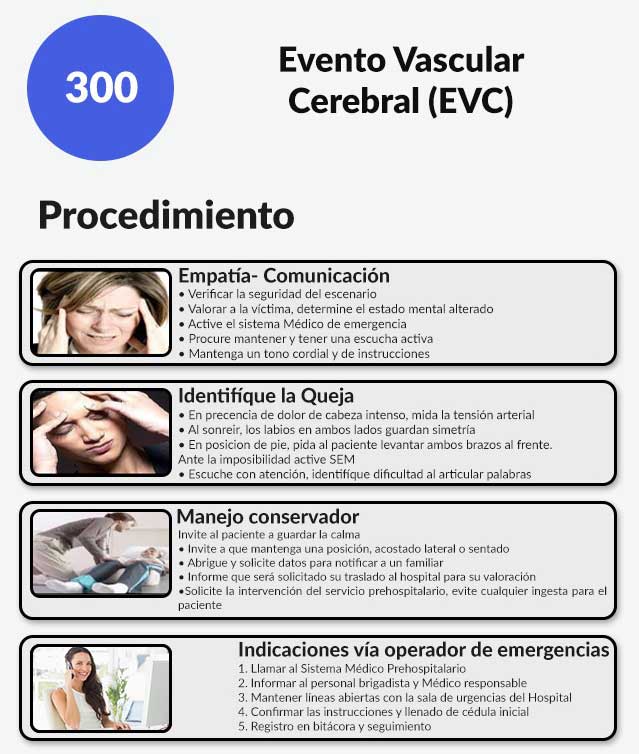 300
Evento Vascular
Cerebral (EVC)
Procedimiento
Empatía- Comunicación
• Verificar la seguridad del escenario
• Valorar a la víctima, determine el estado mental alterado
• Active el sistema Médico de emergencia
• Procure mantener y tener una escucha activa
• Mantenga un tono cordial y de instrucciones
Identifíque la Queja
• En precencia de dolor de cabeza intenso, mida la tensión arterial
• Al sonreir, los labios en ambos lados guardan simetría
• En posicion de pie, pida al paciente levantar ambos brazos al frente.
Ante la imposibilidad active SEM
• Escuche con atención, identifíque dificultad al articular palabras
Manejo conservador
Invite al paciente a guardar la calma
• Invite a que mantenga una posición, acostado lateral o sentado
• Abrigue y solicite datos para notificar a un familiar
• Informe que será solicitado su traslado al hospital para su valoración
•Solicite la intervención del servicio prehospitalario, evite cualquier ingesta para el
paciente
Indicaciones vía operador de emergencias
1. Llamar al Sistema Médico Prehospitalario
2. Informar al personal brigadista y Médico responsable
3. Mantener líneas abiertas con la sala de urgencias del Hospital
4. Confirmar las instrucciones y llenado de cédula inicial
5. Registro en bitácora y seguimiento